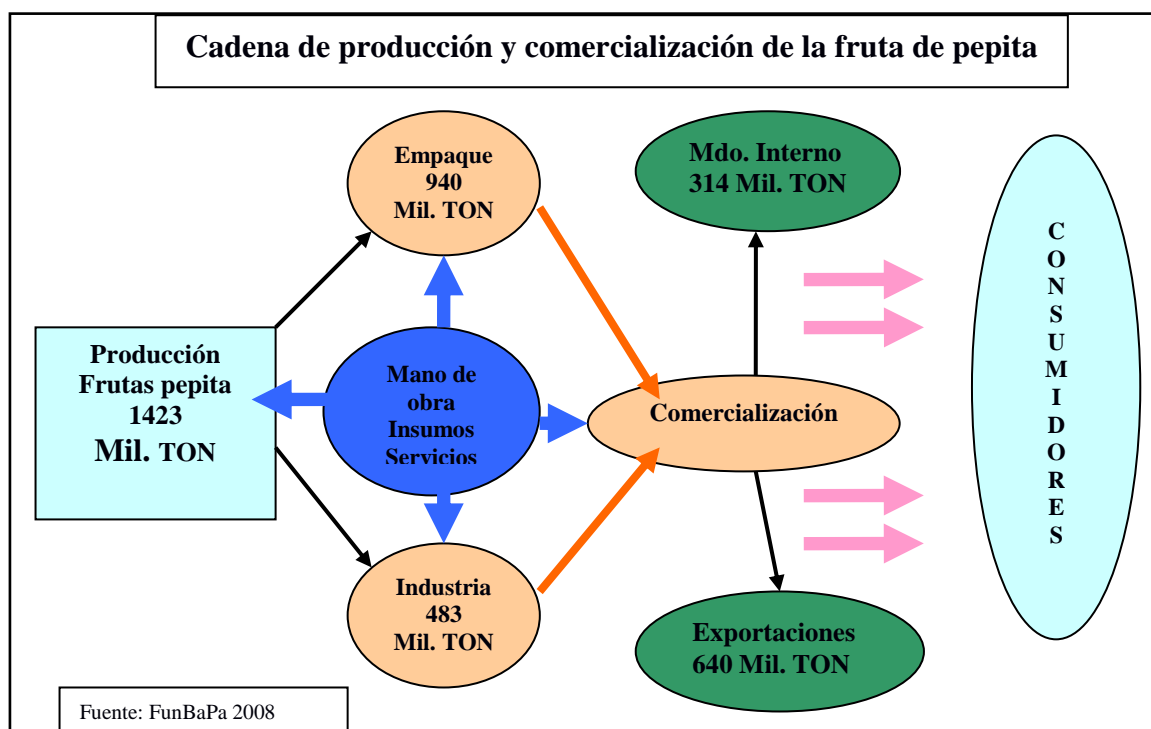 Cadena de producción y comercialización de la fruta de pepita
Empaque
940
Mil. TON
Mdo. Interno
314 Mil. TON
Producción
Frutas pepita
1423
Mil. TON
Mano de
obra
Insumos
Servicios
Comercialización
Industria
483
Mil. TON
Exportaciones
640 Mil. TON
C
O
N
S
U
M
I
D
O
R
E
S
Fuente: FunBaPa 2008